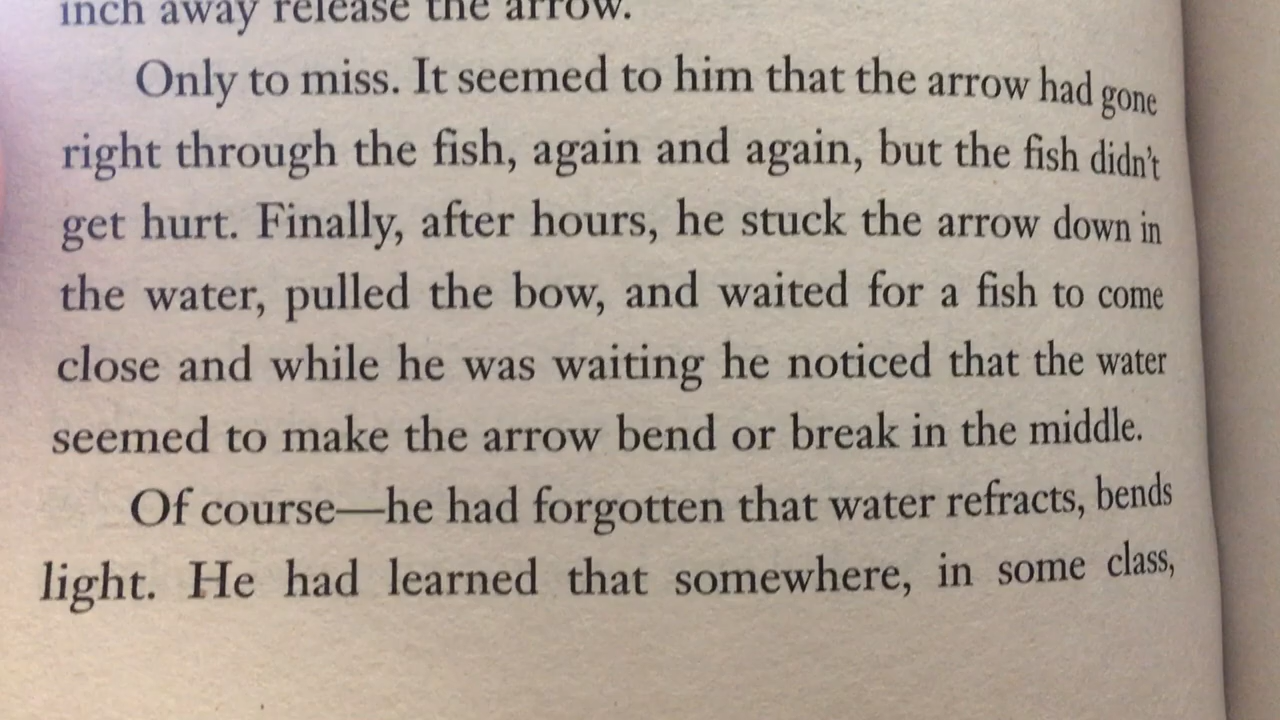 inch away release the arrow.
Only to miss. It seemed to him that the arrow had gone
right through the fish, again and again, but the fish didn't
get hurt. Finally, after hours, he stuck the arrow down in
the water, pulled the bow, and waited for a fish to come
close and while he was waiting he noticed that the water
seemed to make the arrow bend or break in the middle.
Of course—he had forgotten that water refracts, bends
light. He had learned that somewhere, in some class,